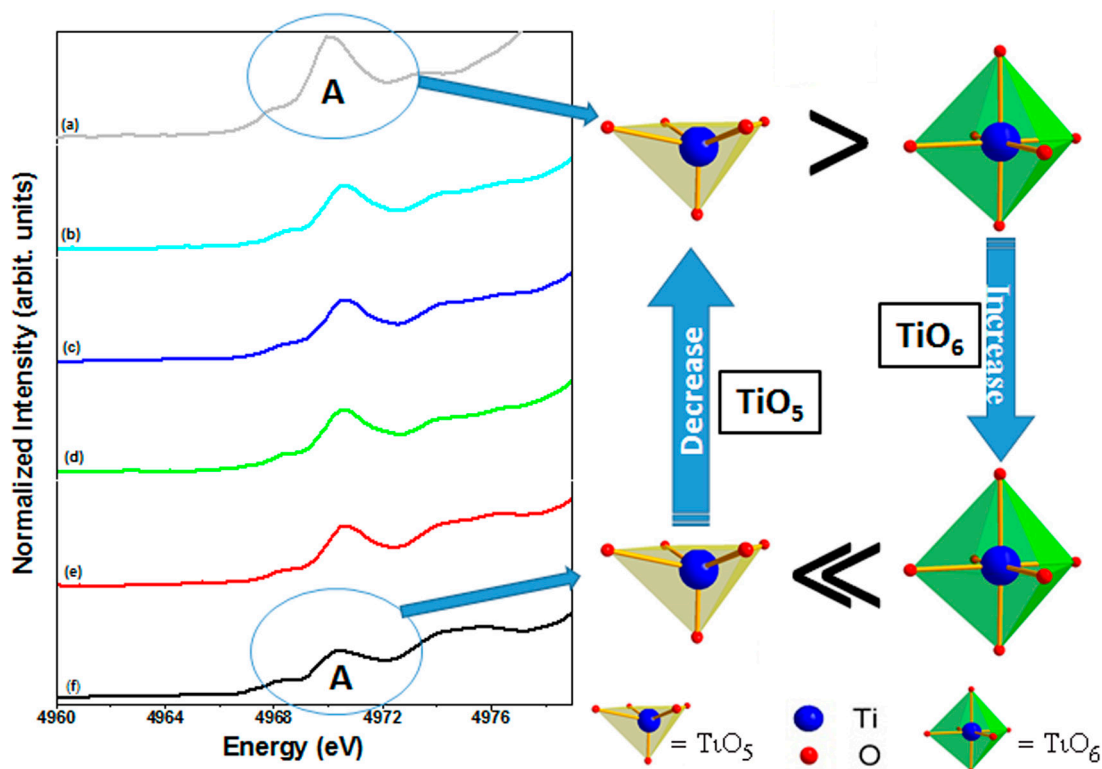 Normalized Intensity (arbit. units)
A
(a)
(b)
(c)
(d)
(e)
(f)
A
4960 4964 4968 4972 4976
Energy (eV)
>
Decrease
TiO₅
TiO₆
Increase
≪
= TiO₅
Ti
O
= TiO₆